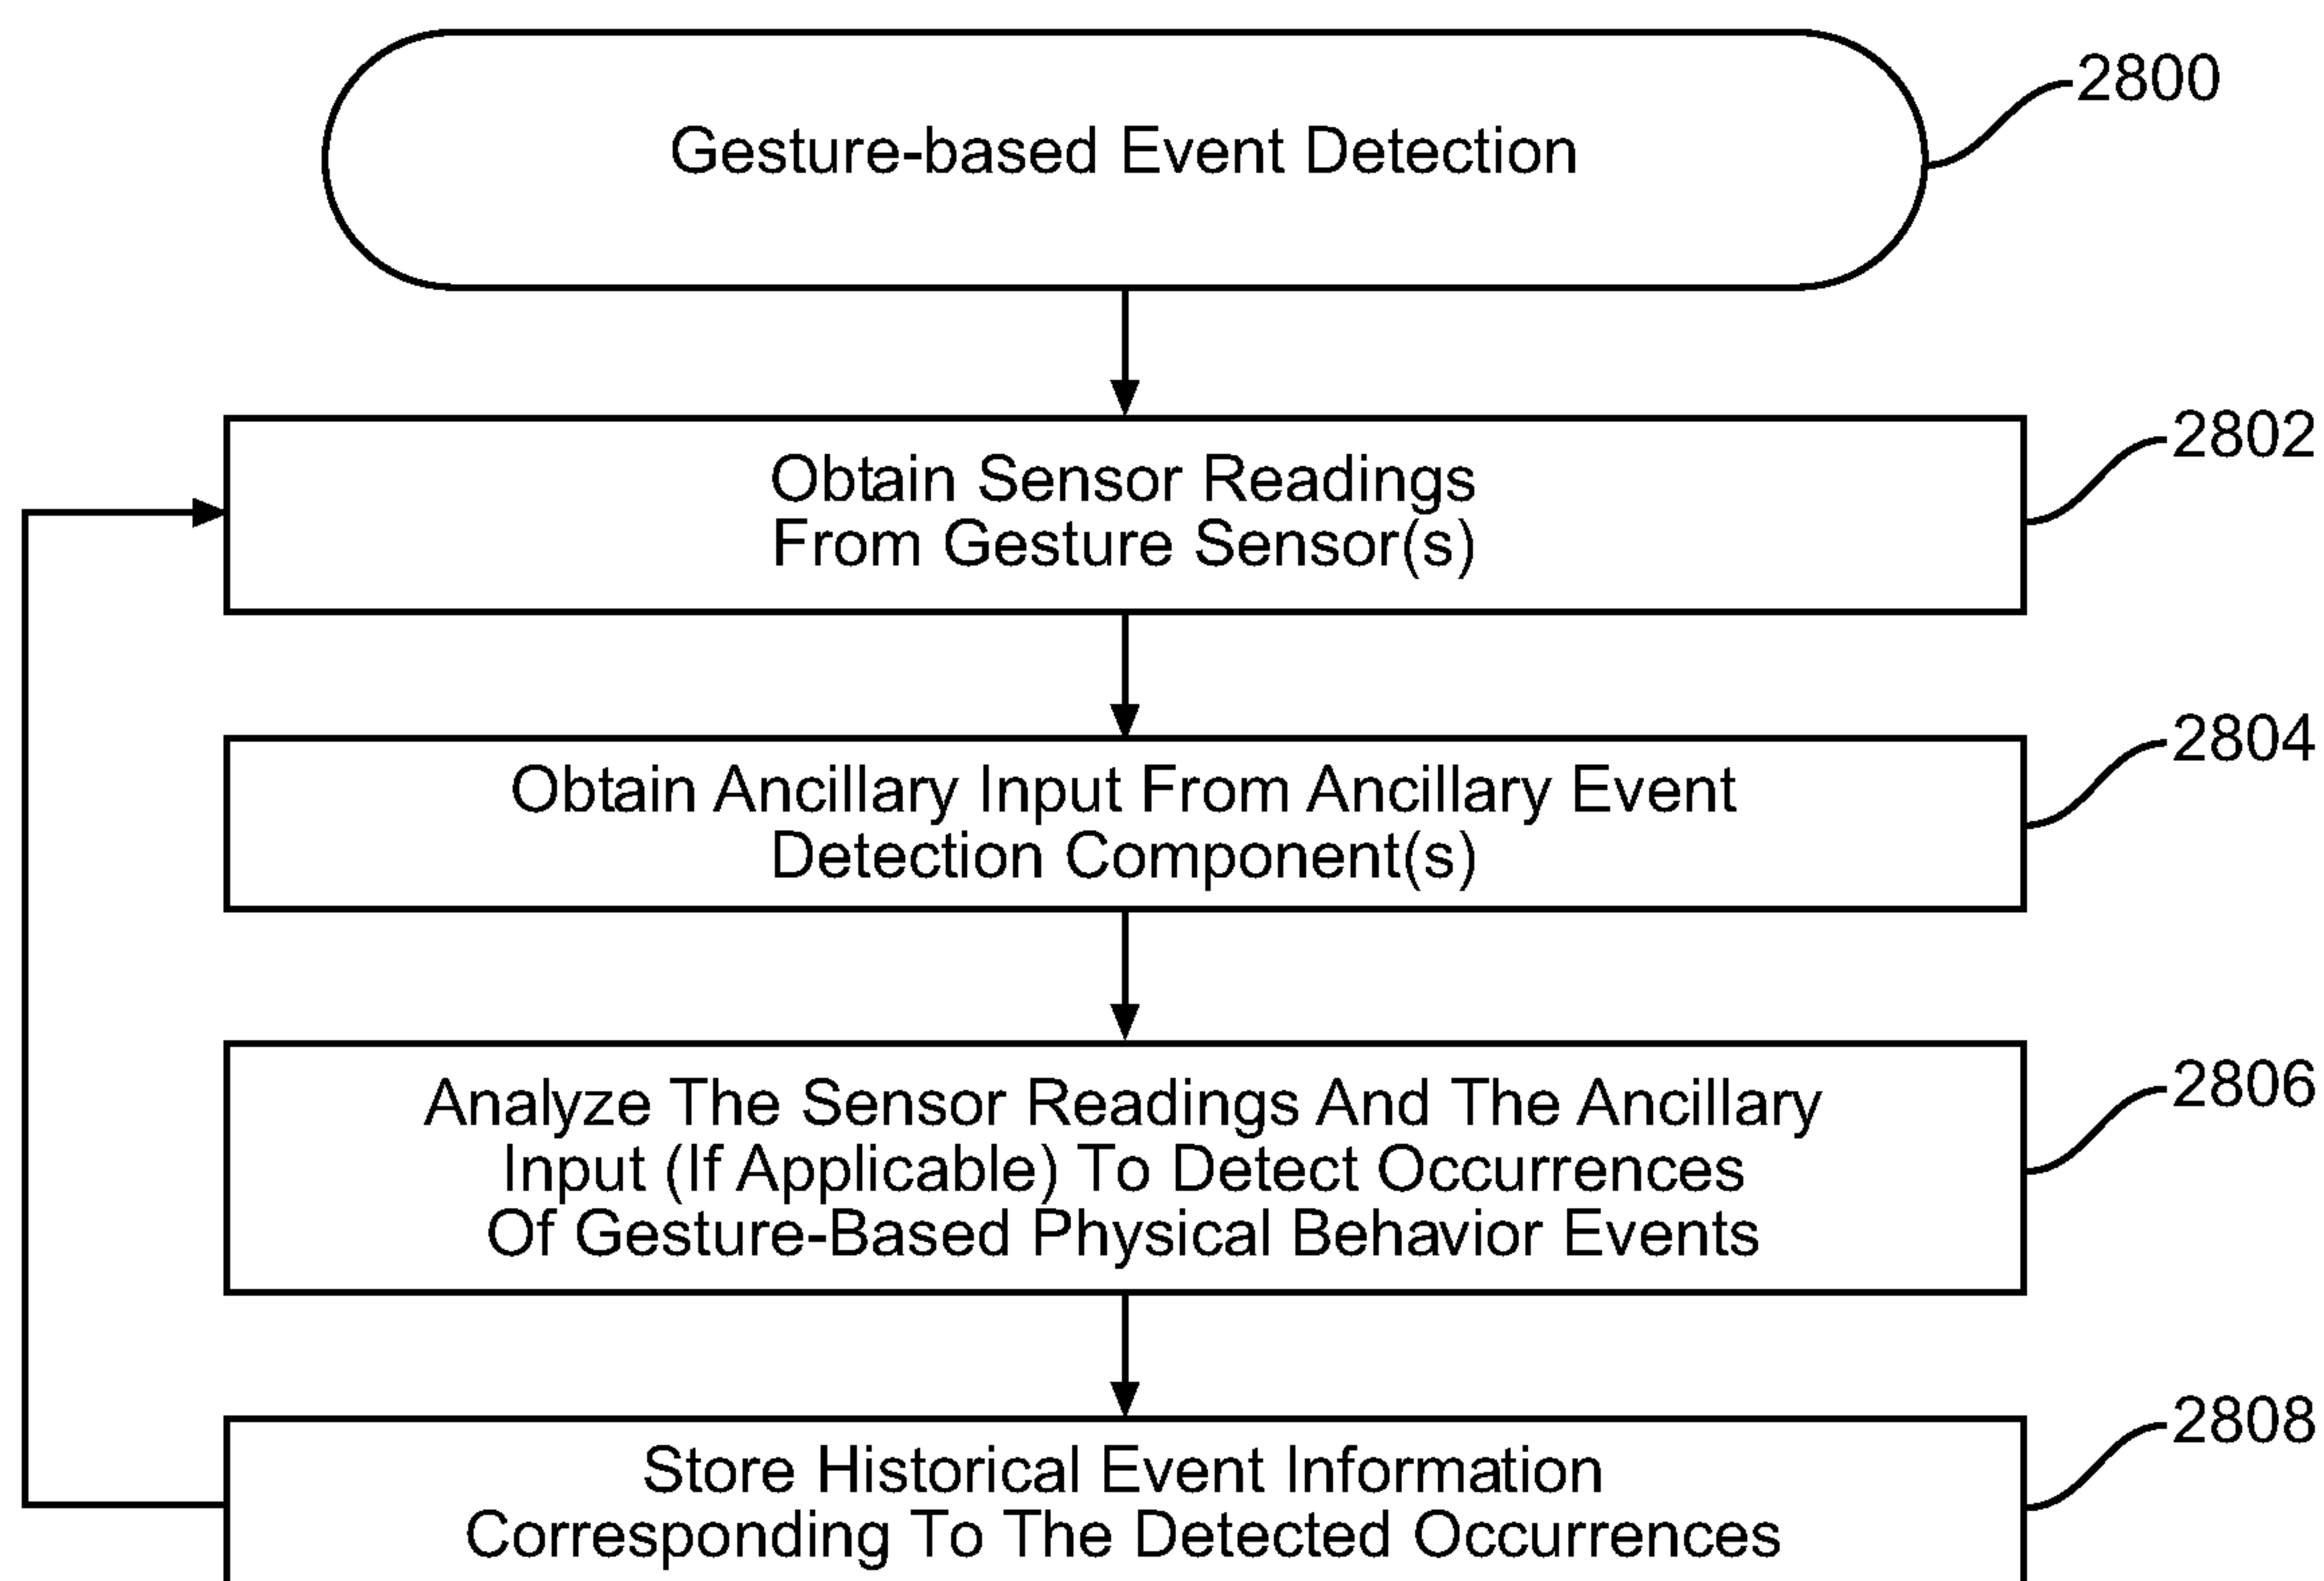 Gesture-based Event Detection
2800
Obtain Sensor Readings
From Gesture Sensor(s)
2802
Obtain Ancillary Input From Ancillary Event
Detection Component(s)
2804
Analyze The Sensor Readings And The Ancillary
Input (If Applicable) To Detect Occurrences
Of Gesture-Based Physical Behavior Events
2806
Store Historical Event Information
Corresponding To The Detected Occurrences
2808